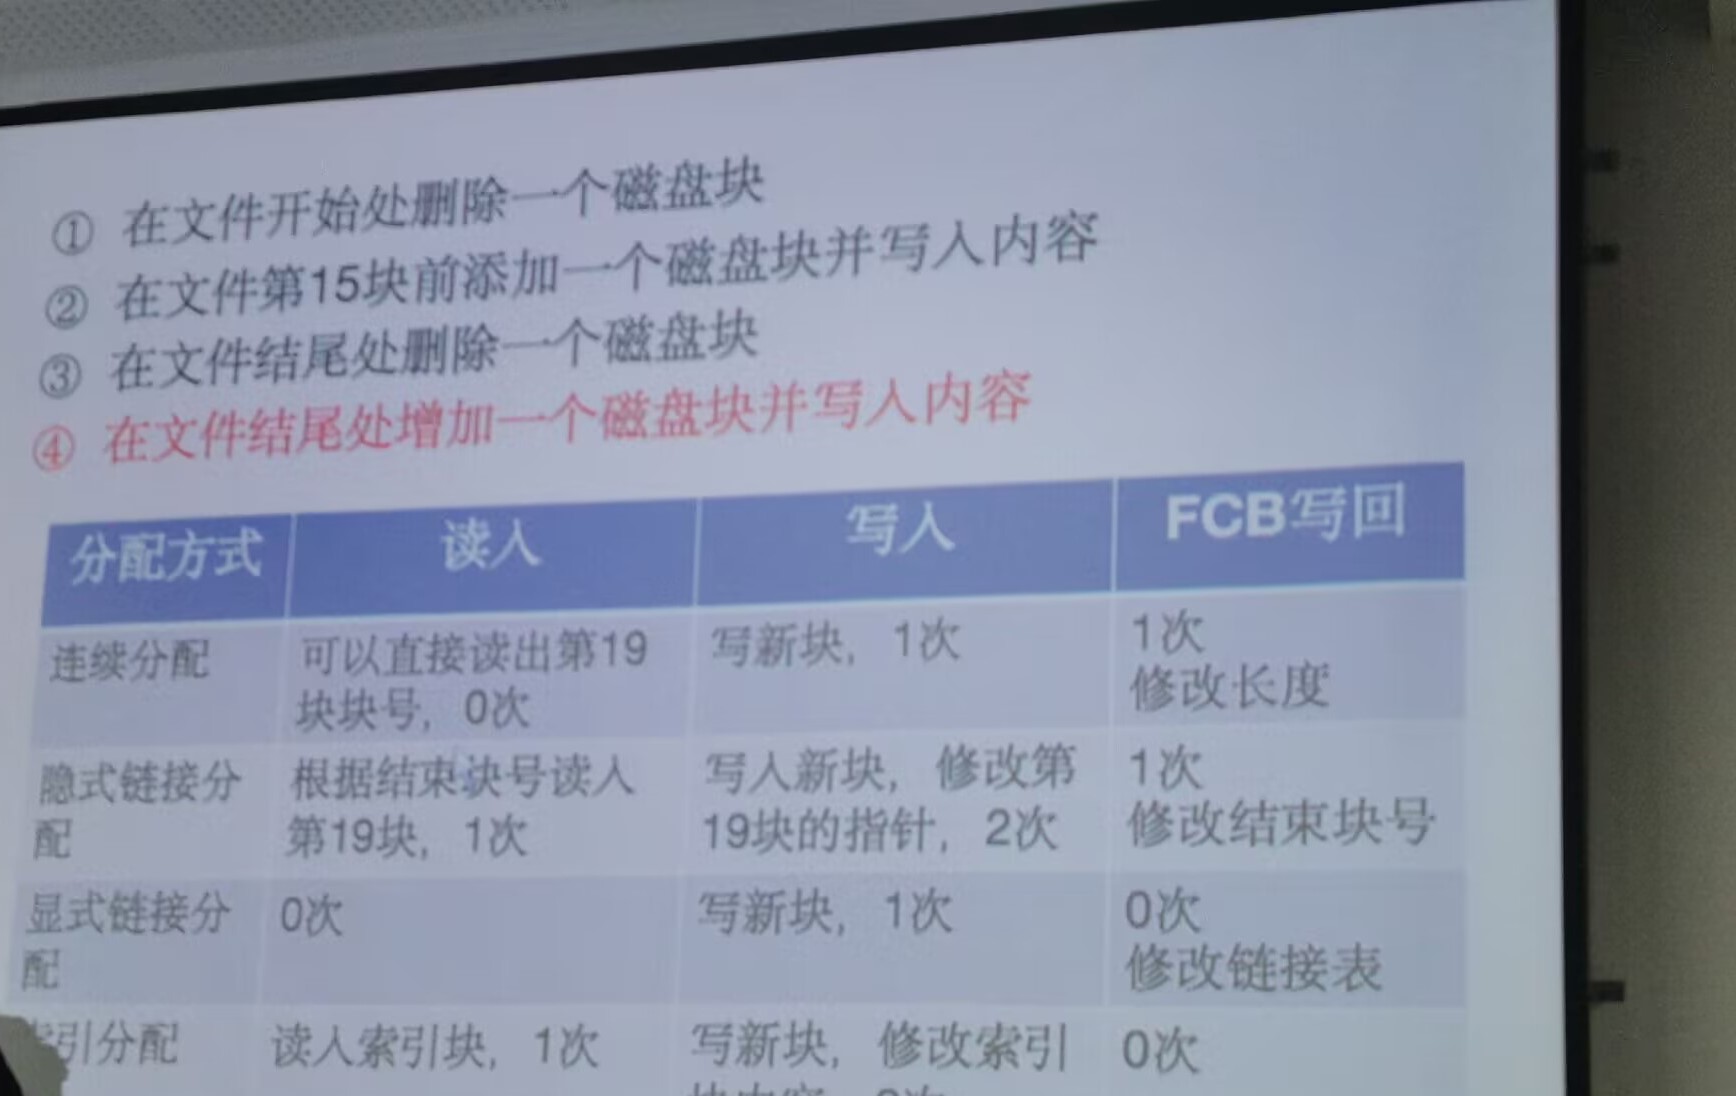 ① 在文件开始处删除一个磁盘块
② 在文件第15块前添加一个磁盘块并写入内容
③ 在文件结尾处删除一个磁盘块
④ 在文件结尾处增加一个磁盘块并写入内容
分配方式 读入 写入 FCB写回
连续分配 可以直接读出第19 写新块，1次 1次
块块号，0次 修改长度
隐式链接分 根据结束块号读入 写入新块，修改第 1次
配 第19块，1次 19块的指针，2次 修改结束块号
显式链接分 0次 写新块，1次 0次
配 修改链接表
引分配 读入索引块，1次 写新块，修改索引 0次